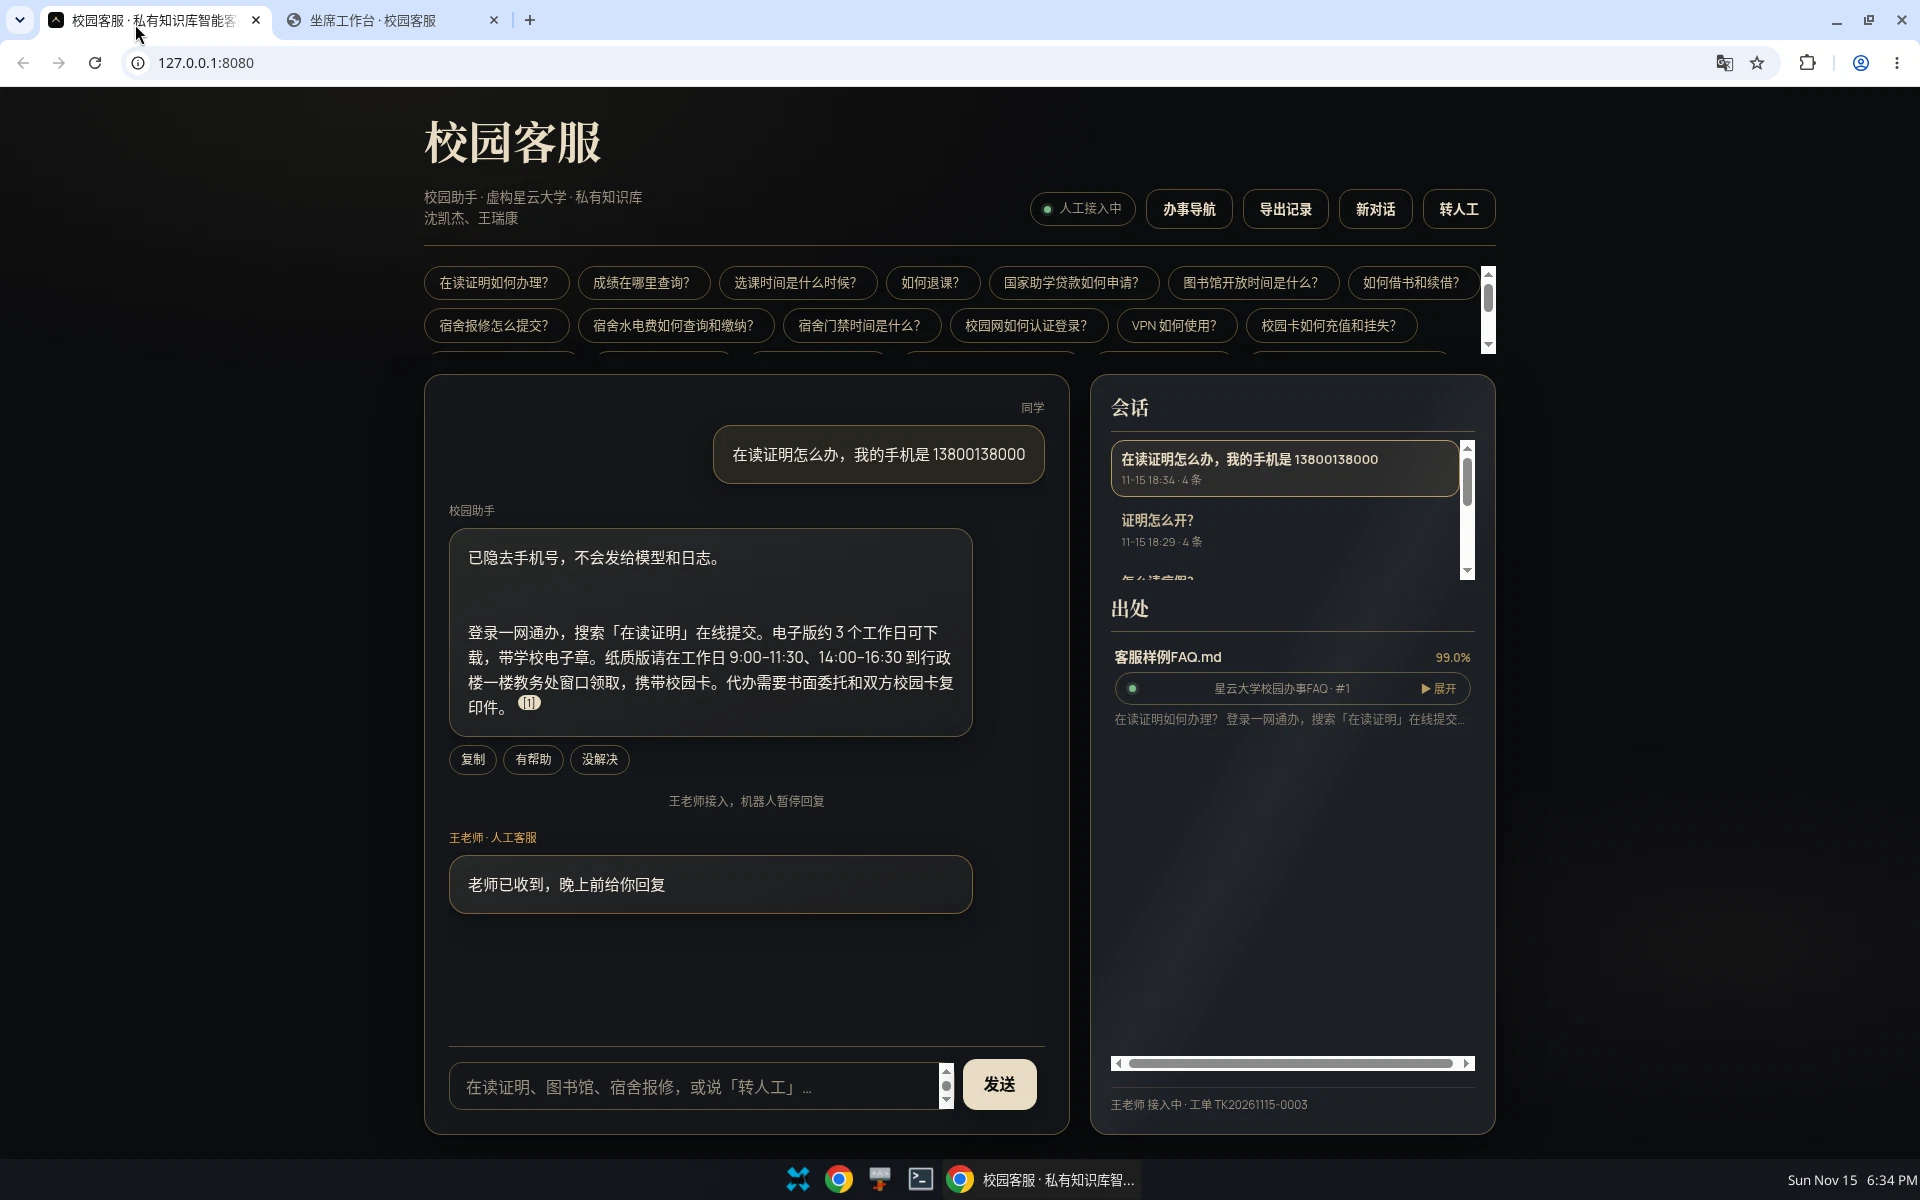 校园客服 · 私有知识库智能客
坐席工作台 · 校园客服
127.0.0.1:8080
校园客服
校园助手 · 虚构星云大学 · 私有知识库
沈凯杰、王瑞康
人工接入中
办事导航
导出记录
新对话
转人工
在读证明如何办理？
成绩在哪里查询？
选课时间是什么时候？
如何退课？
国家助学贷款如何申请？
图书馆开放时间是什么？
如何借书和续借？
宿舍报修怎么提交？
宿舍水电费如何查询和缴纳？
宿舍门禁时间是什么？
校园网如何认证登录？
VPN 如何使用？
校园卡如何充值和挂失？
同学
在读证明怎么办，我的手机是 13800138000
校园助手
已隐去手机号，不会发给模型和日志。
登录一网通办，搜索「在读证明」在线提交。电子版约 3 个工作日可下
载，带学校电子章。纸质版请在工作日 9:00-11:30、14:00-16:30 到行政
楼一楼教务处窗口领取，携带校园卡。代办需要书面委托和双方校园卡复
印件。 [1]
复制
有帮助
没解决
王老师接入，机器人暂停回复
王老师 · 人工客服
老师已收到，晚上前给你回复
在读证明、图书馆、宿舍报修，或说「转人工」…
发送
会话
在读证明怎么办，我的手机是 13800138000
11-15 18:34 · 4 条
证明怎么开？
11-15 18:29 · 4 条
怎么请病假？
出处
客服样例FAQ.md
99.0%
星云大学校园办事FAQ · #1
▶ 展开
在读证明如何办理？ 登录一网通办，搜索「在读证明」在线提交…
王老师 接入中 · 工单 TK20261115-0003
校园客服 · 私有知识库智...
Sun Nov 15 6:34 PM